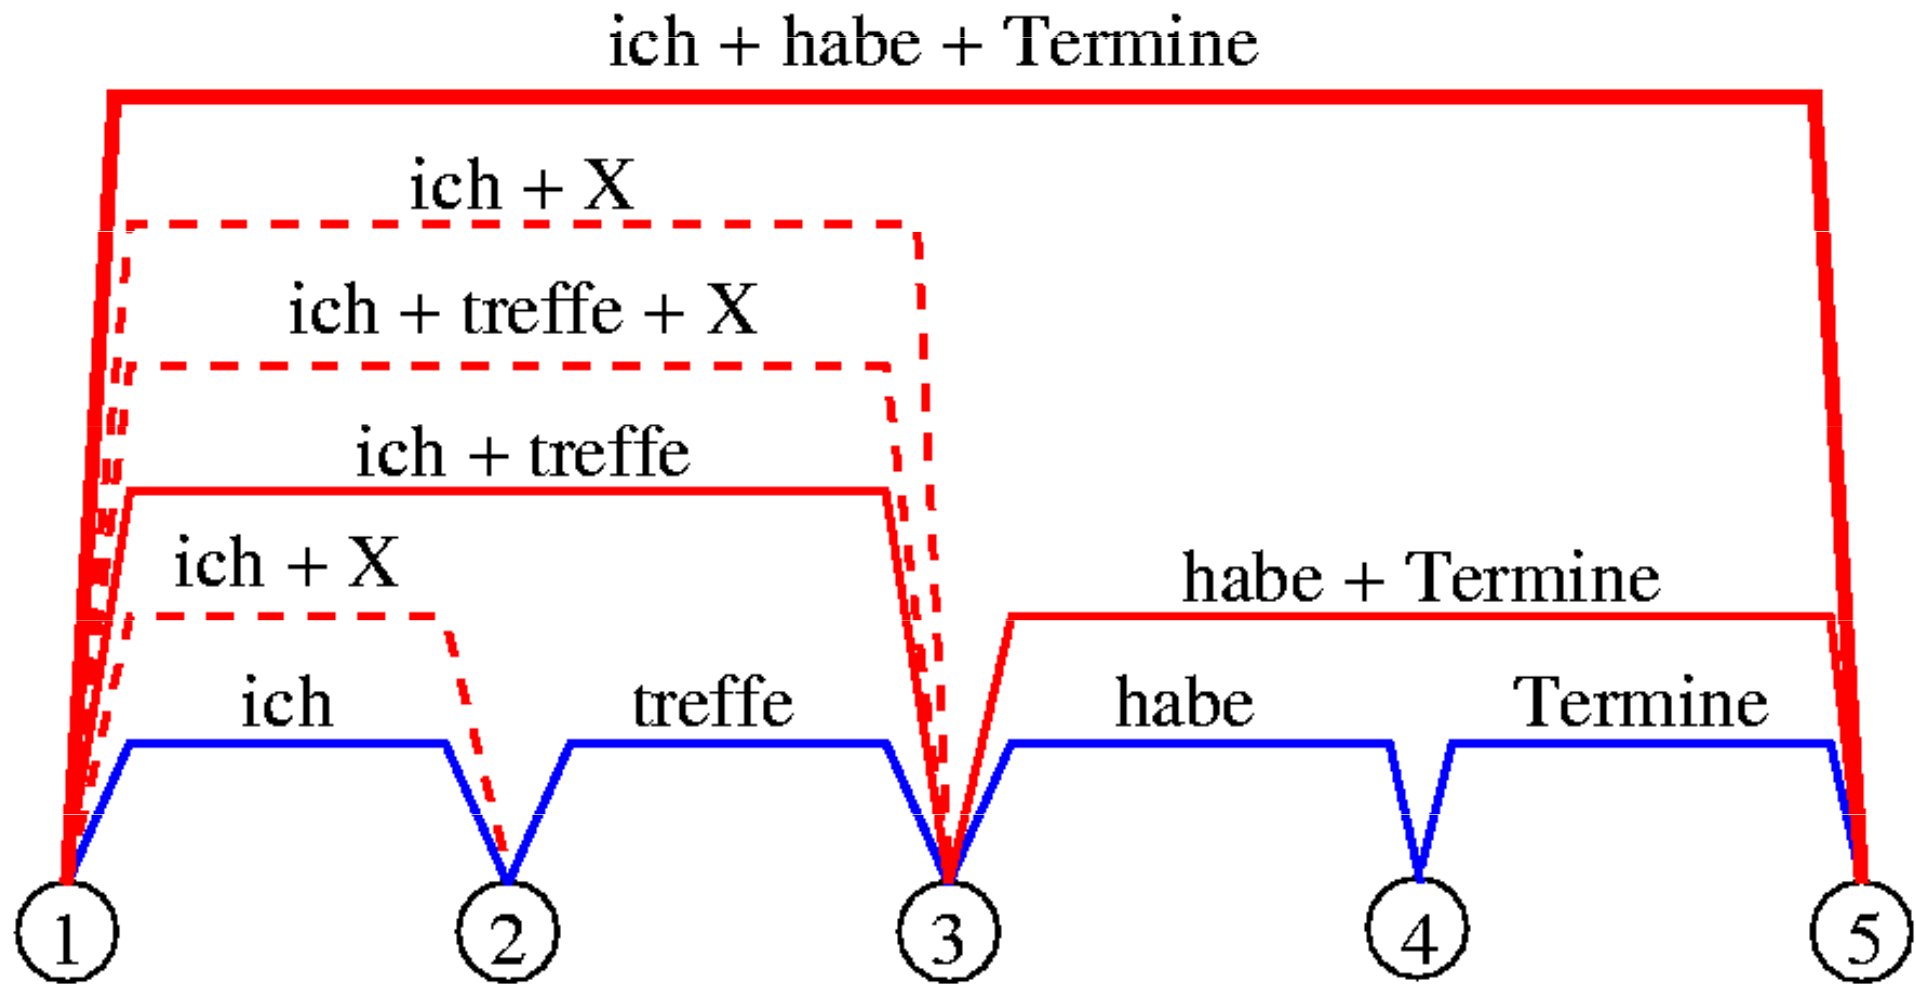 ich + habe + Termine
ich + X
ich + treffe + X
ich + treffe
ich + X
habe + Termine
ich
treffe
habe
Termine
1
2
3
4
5